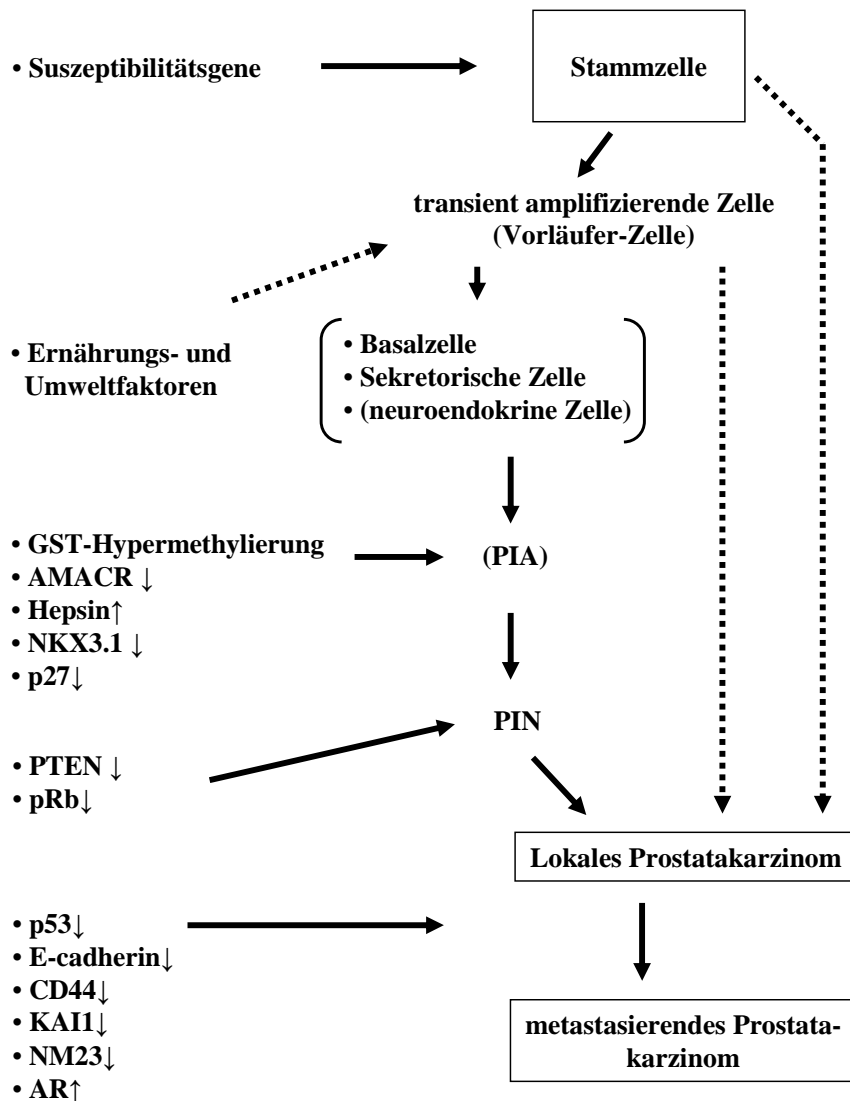 • Suszeptibilitätsgene
Stammzelle
transient amplifizierende Zelle
(Vorläufer-Zelle)
• Ernährungs- und
Umweltfaktoren
• Basalzelle
• Sekretorische Zelle
• (neuroendokrine Zelle)
• GST-Hypermethylierung
• AMACR ↓
• Hepsin↑
• NKX3.1 ↓
• p27↓
(PIA)
PIN
• PTEN ↓
• pRb↓
Lokales Prostatakarzinom
• p53↓
• E-cadherin↓
• CD44↓
• KAI1↓
• NM23↓
• AR↑
metastasierendes Prostata-
karzinom